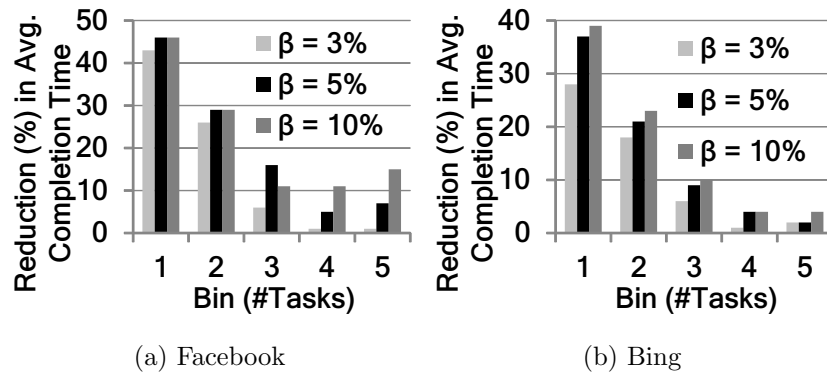 Reduction (%) in Avg.
Completion Time
50
40
30
20
10
0
β = 3%
β = 5%
β = 10%
1 2 3 4 5
Bin (#Tasks)
(a) Facebook
Reduction (%) in Avg.
Completion Time
40
30
20
10
0
β = 3%
β = 5%
β = 10%
1 2 3 4 5
Bin (#Tasks)
(b) Bing